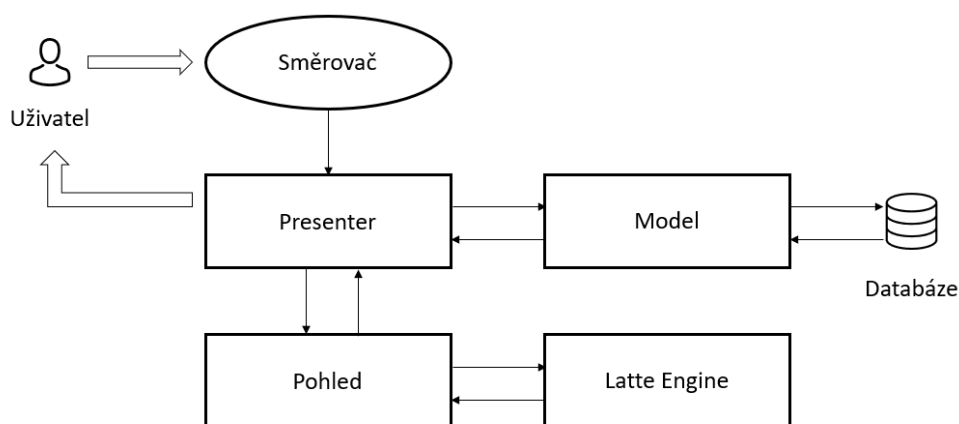 Směrovač
Uživatel
Presenter
Model
Databáze
Pohled
Latte Engine